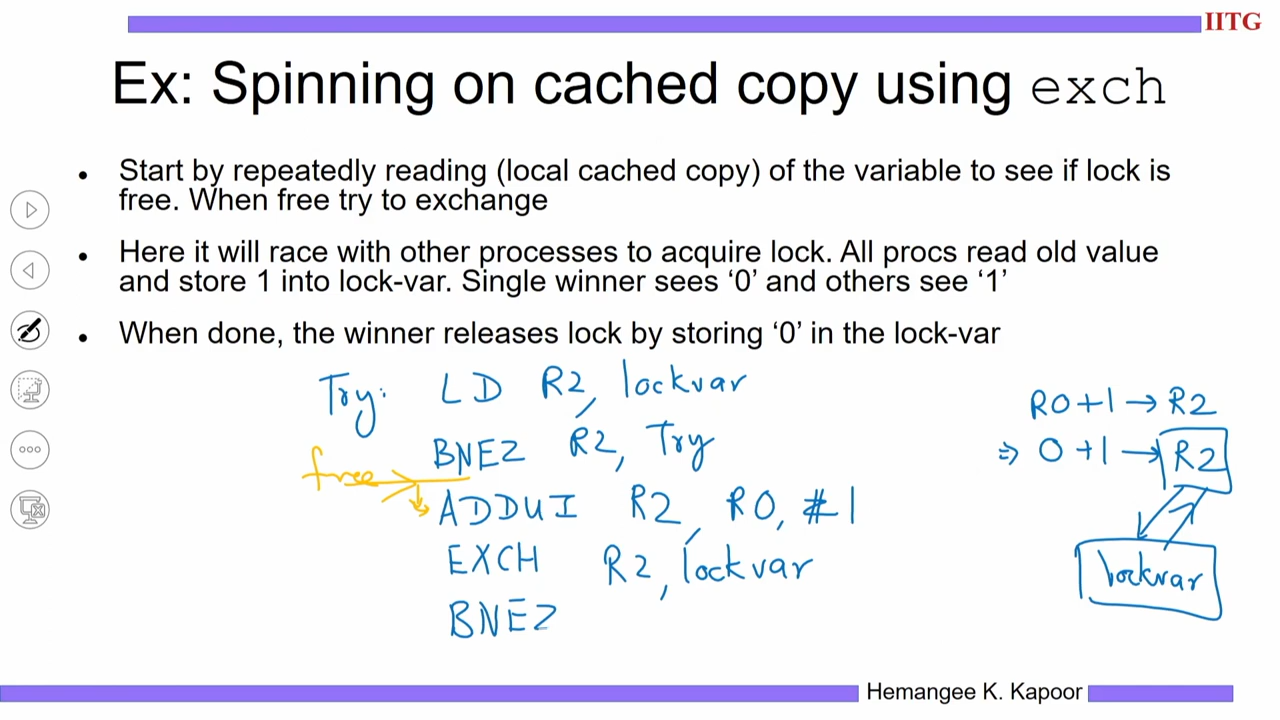 IITG
Ex: Spinning on cached copy using exch
• Start by repeatedly reading (local cached copy) of the variable to see if lock is
free. When free try to exchange
• Here it will race with other processes to acquire lock. All procs read old value
and store 1 into lock-var. Single winner sees ‘0’ and others see ‘1’
• When done, the winner releases lock by storing ‘0’ in the lock-var
Try: LD R2, lockvar
BNEZ R2, Try
free
ADDUI R2, R0, #1
EXCH R2, lockvar
BNEZ
R0+1 → R2
⇒ 0+1 → R2
lockvar
Hemangee K. Kapoor